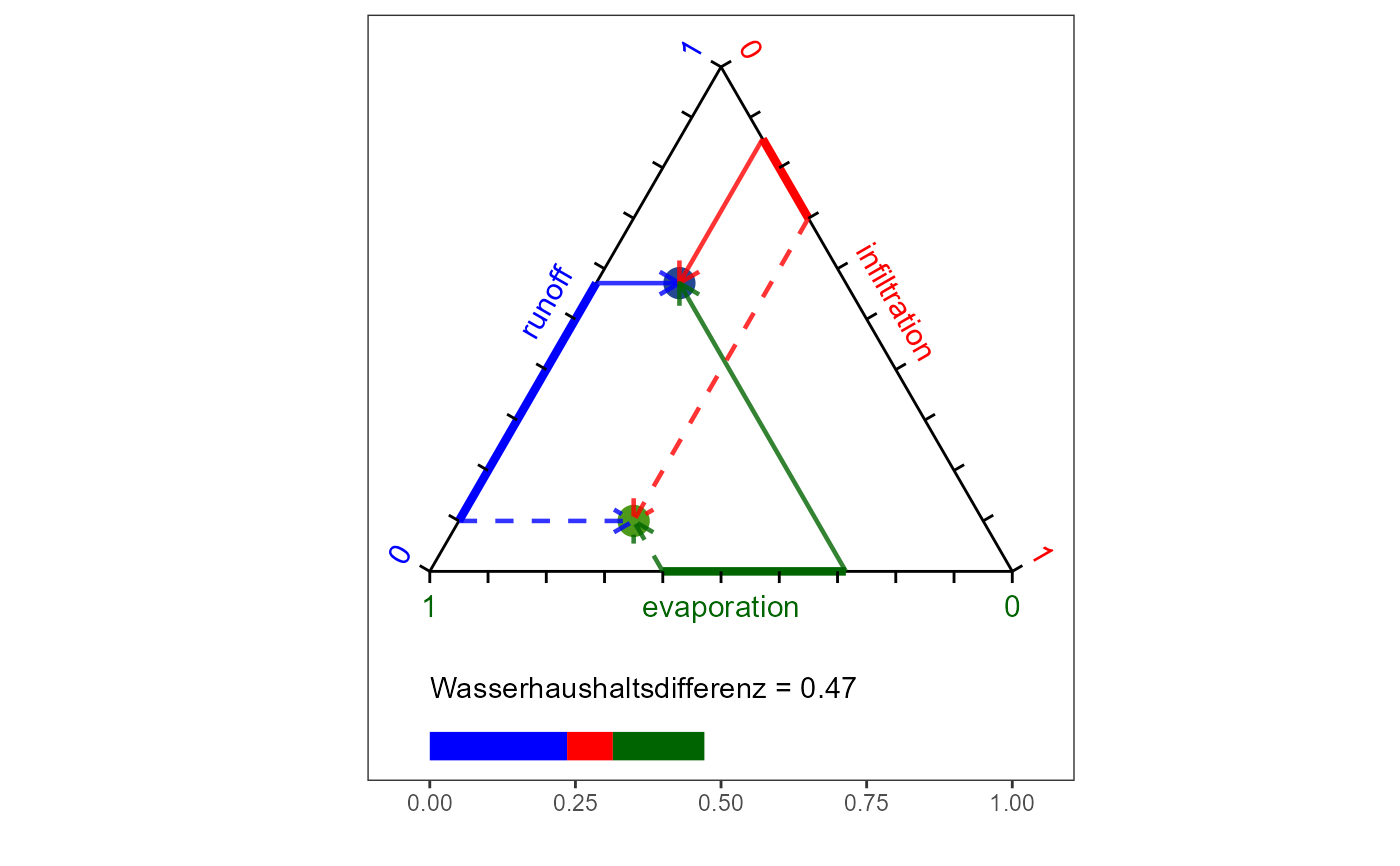 1 0
runoff
infiltration
0 1
1 evaporation 0
Wasserhaushaltsdifferenz = 0.47
0.00 0.25 0.50 0.75 1.00